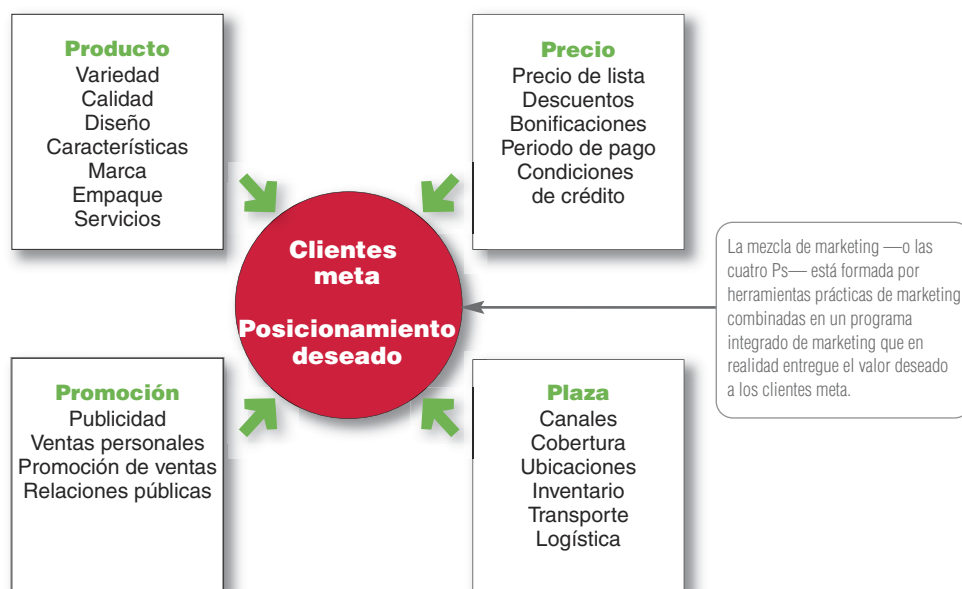 Producto
Variedad
Calidad
Diseño
Características
Marca
Empaque
Servicios
Precio
Precio de lista
Descuentos
Bonificaciones
Periodo de pago
Condiciones
de crédito
Clientes
meta
Posicionamiento
deseado
La mezcla de marketing —o las
cuatro Ps— está formada por
herramientas prácticas de marketing
combinadas en un programa
integrado de marketing que en
realidad entregue el valor deseado
a los clientes meta.
Promoción
Publicidad
Ventas personales
Promoción de ventas
Relaciones públicas
Plaza
Canales
Cobertura
Ubicaciones
Inventario
Transporte
Logística